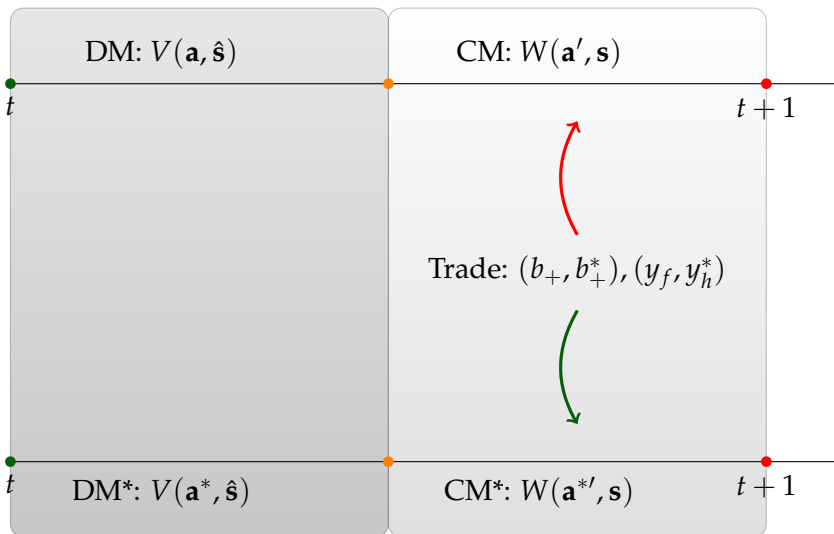 DM: V(𝐚, 𝐬̂) CM: W(𝐚′, 𝐬)
t t + 1
Trade: (b₊, b₊*), (y_f, y_h*)
t t + 1
DM*: V(𝐚*, 𝐬̂) CM*: W(𝐚*′, 𝐬)